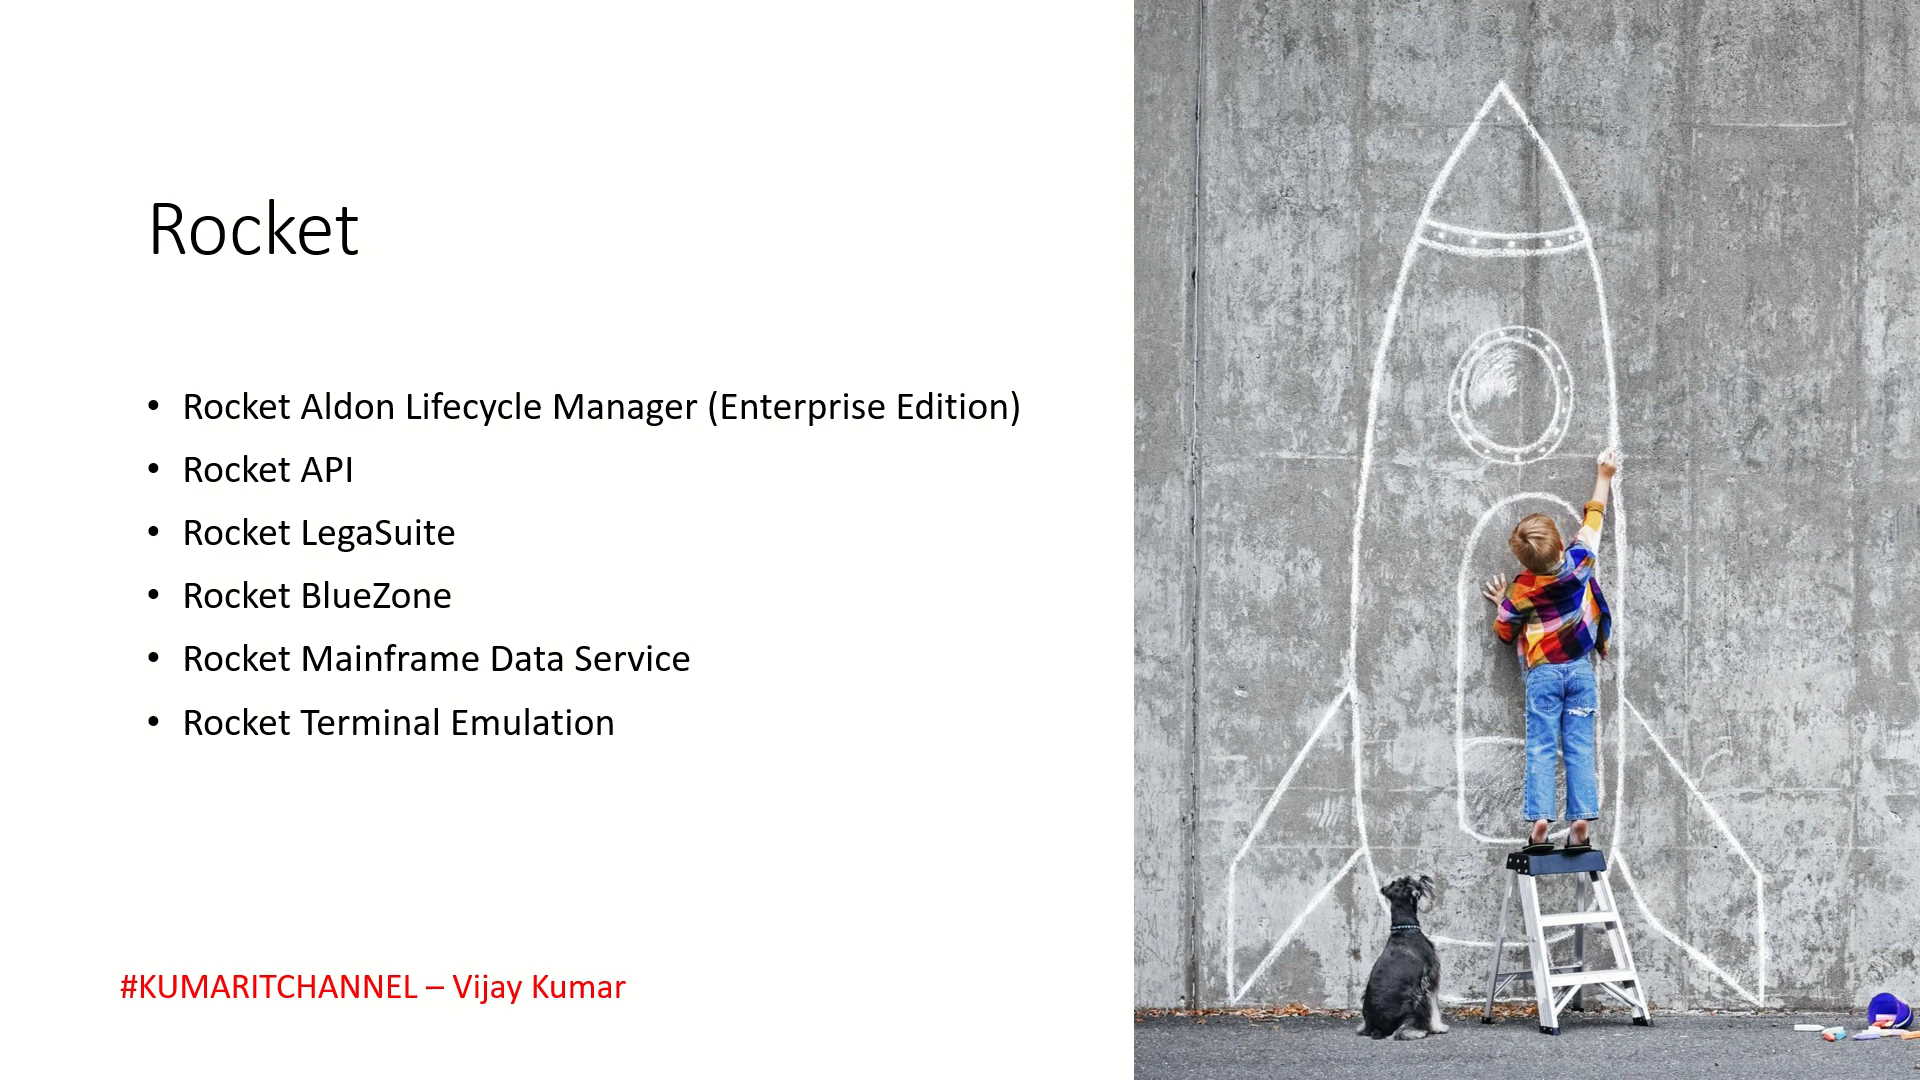 Rocket
• Rocket Aldon Lifecycle Manager (Enterprise Edition)
• Rocket API
• Rocket LegaSuite
• Rocket BlueZone
• Rocket Mainframe Data Service
• Rocket Terminal Emulation
#KUMARITCHANNEL – Vijay Kumar